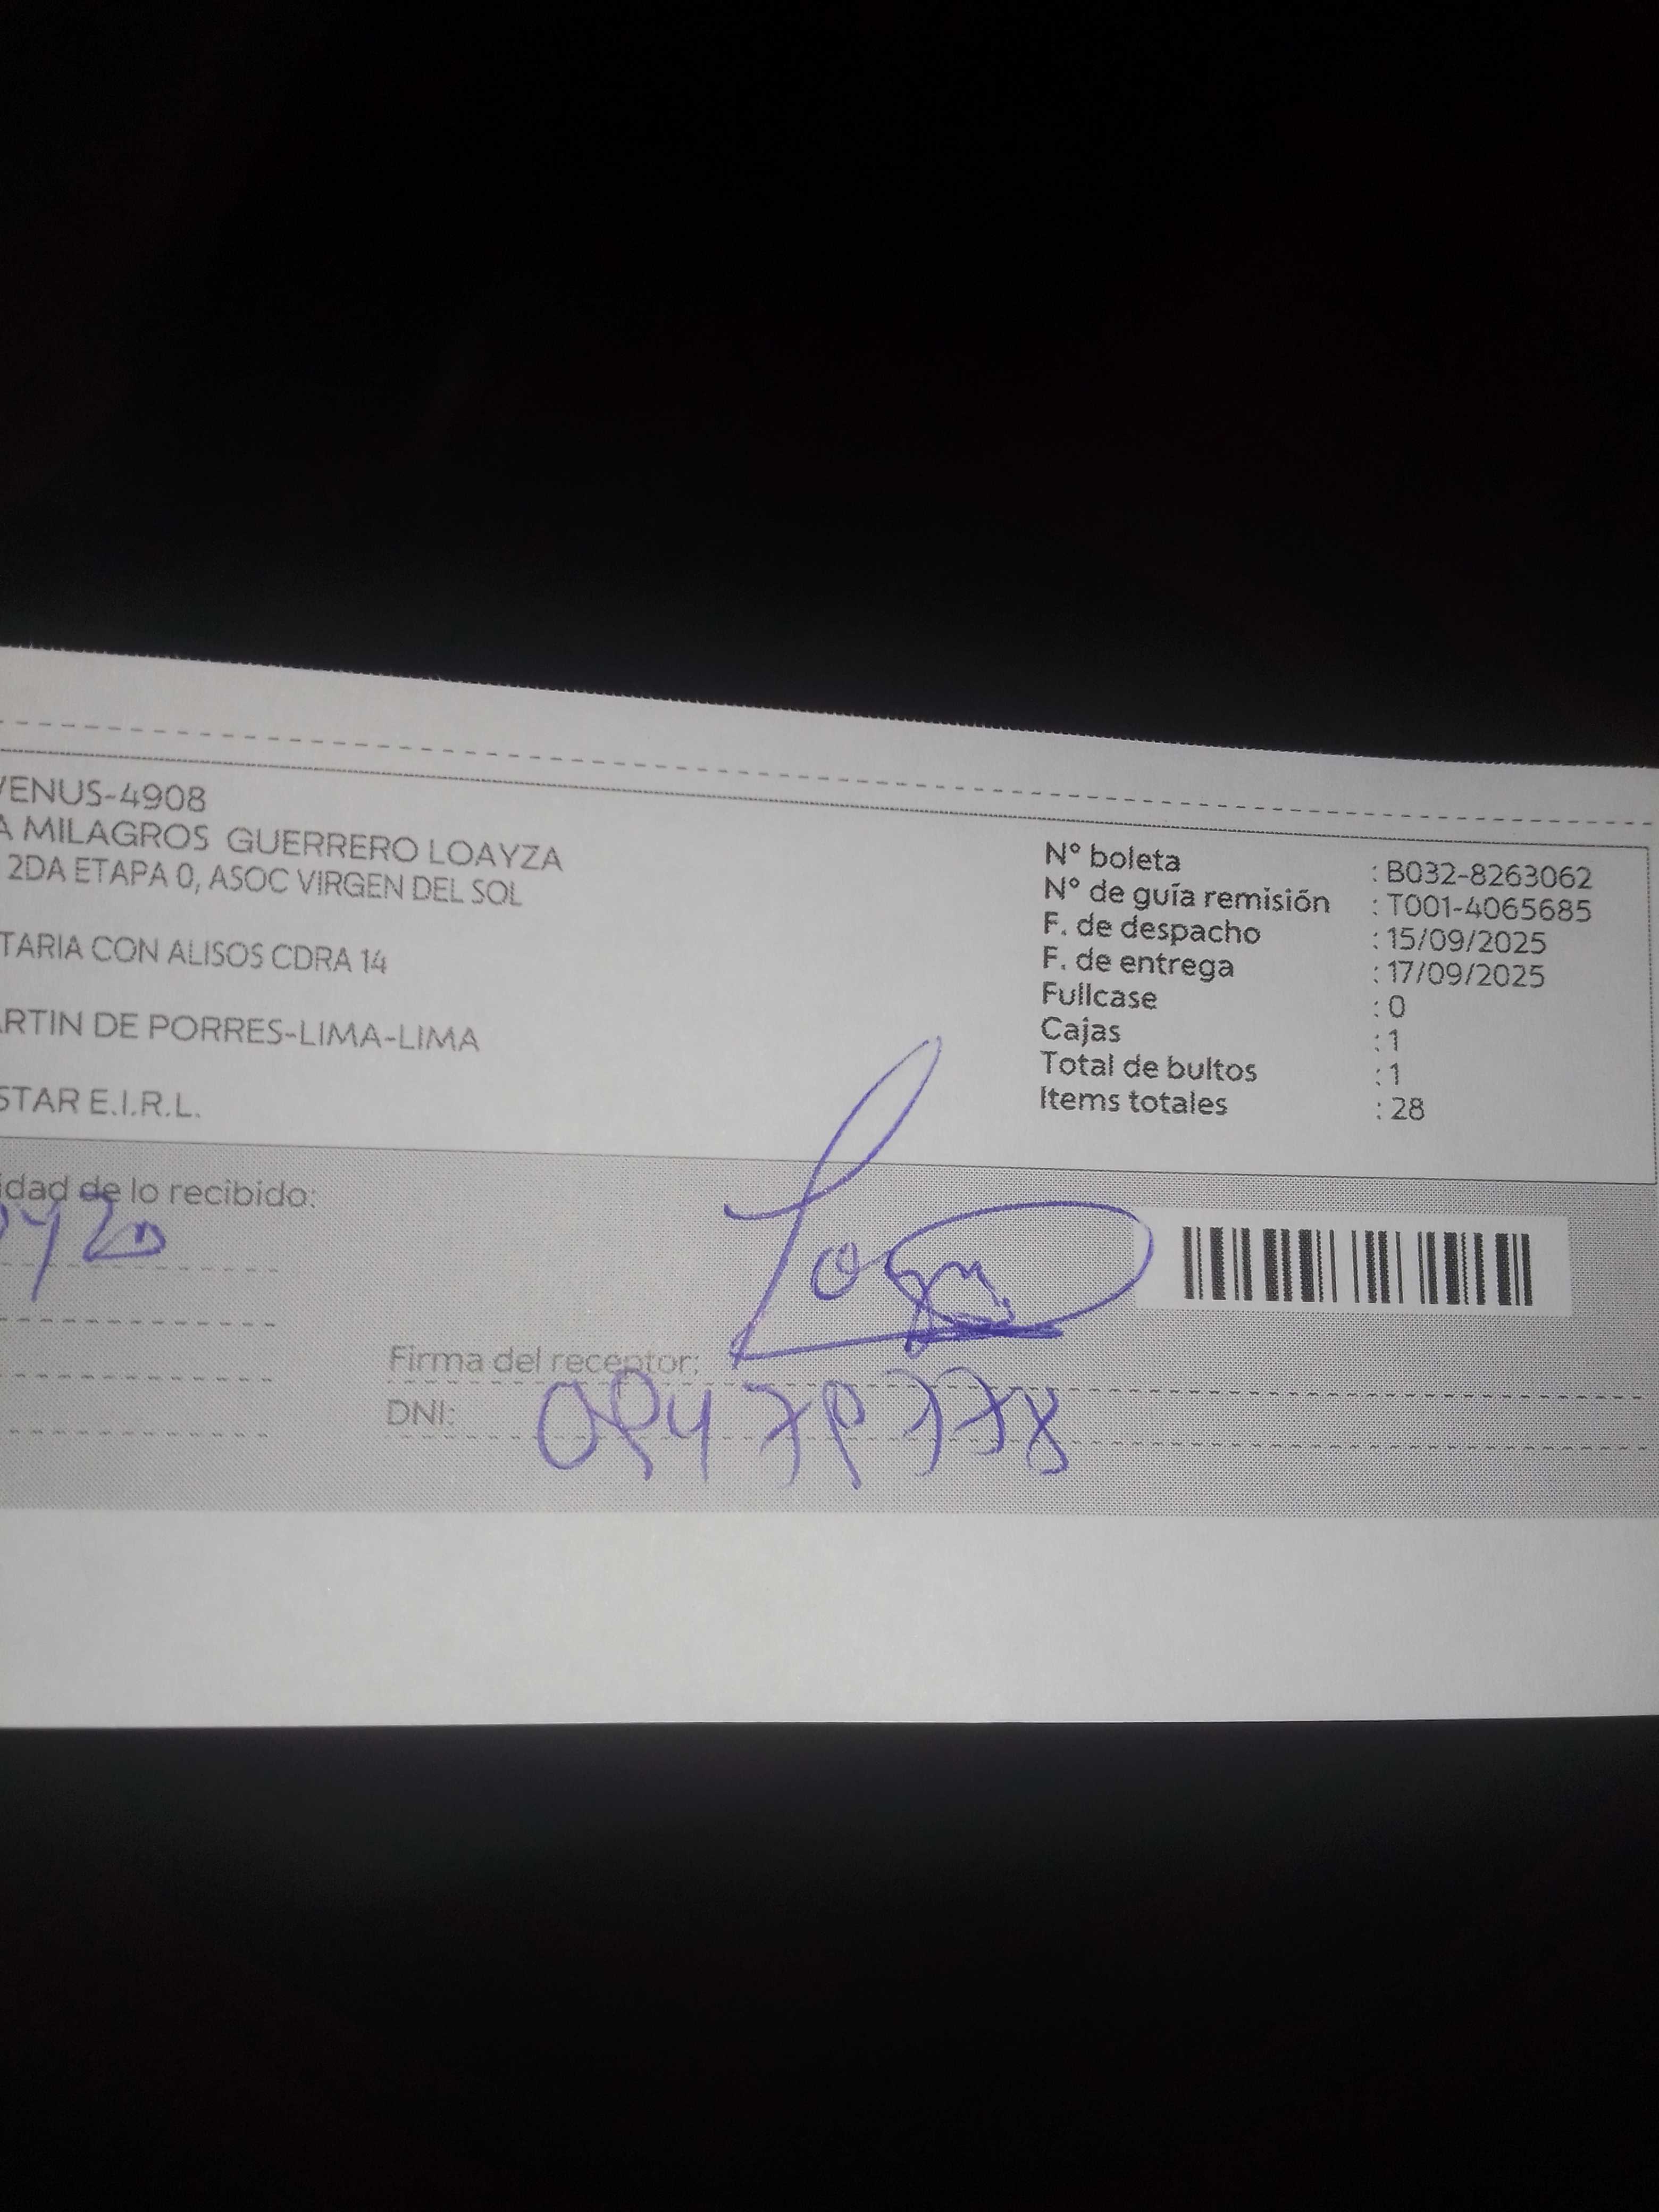 VENUS-4908
A MILAGROS GUERRERO LOAYZA
2DA ETAPA 0, ASOC VIRGEN DEL SOL
TARIA CON ALISOS CDRA 14
ARTIN DE PORRES-LIMA-LIMA
STAR E.I.R.L.
N° boleta : B032-8263062
N° de guía remisión : T001-4065685
F. de despacho : 15/09/2025
F. de entrega : 17/09/2025
Fullcase : 0
Cajas : 1
Total de bultos : 1
Items totales : 28
idad de lo recibido:
Firma del receptor:
DNI: